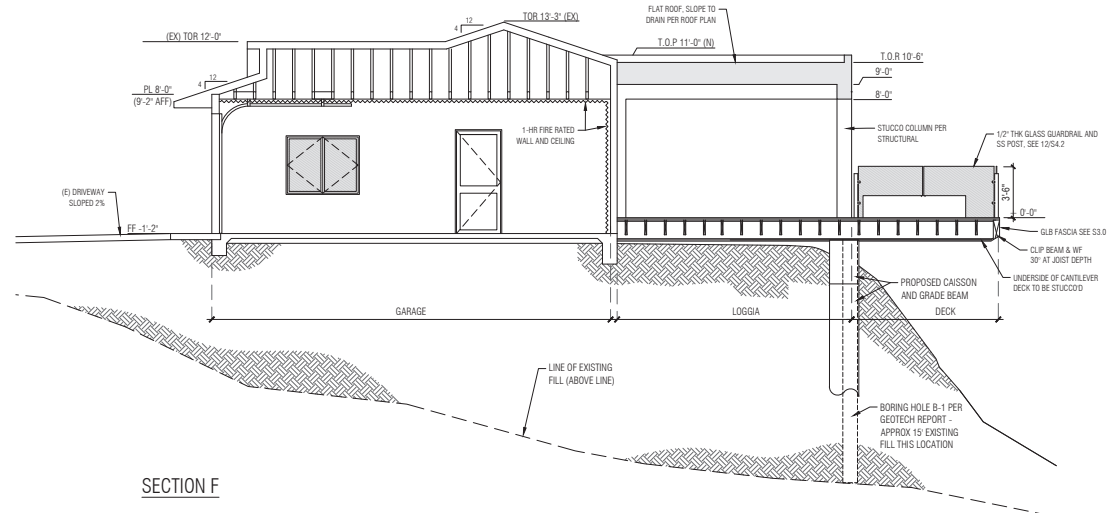 FLAT ROOF, SLOPE TO
DRAIN PER ROOF PLAN
TOR 13'-3" (EX)
12
4
(EX) TOR 12'-0"
T.O.P 11'-0" (N)
T.O.R 10'-6"
9'-0"
8'-0"
12
4
PL 8'-0"
(9'-2" AFF)
1-HR FIRE RATED
WALL AND CEILING
STUCCO COLUMN PER
STRUCTURAL
1/2" THK GLASS GUARDRAIL AND
SS POST, SEE 12/S4.2
3'-6"
(E) DRIVEWAY
SLOPED 2%
FF -1'-2"
0'-0"
GLB FASCIA SEE S3.0
CLIP BEAM & WF
30° AT JOIST DEPTH
UNDERSIDE OF CANTILEVER
DECK TO BE STUCCO'D
PROPOSED CAISSON
AND GRADE BEAM
GARAGE
LOGGIA
DECK
LINE OF EXISTING
FILL (ABOVE LINE)
BORING HOLE B-1 PER
GEOTECH REPORT -
APPROX 15' EXISTING
FILL THIS LOCATION
SECTION F